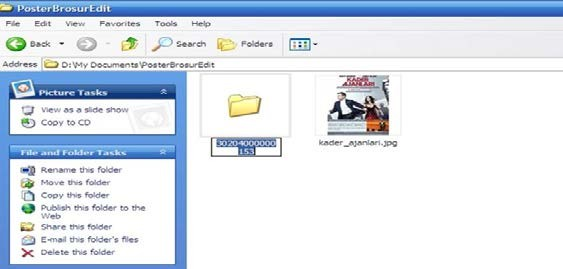 PosterBrosurEdit
File Edit View Favorites Tools Help
Back Search Folders
Address D:\My Documents\PosterBrosurEdit
Picture Tasks
View as a slide show
Copy to CD
File and Folder Tasks
Rename this folder
Move this folder
Copy this folder
Publish this folder to the
Web
Share this folder
E-mail this folder's files
Delete this folder
30204000000
153
KADER
AJANLARI
kader_ajanlari.jpg